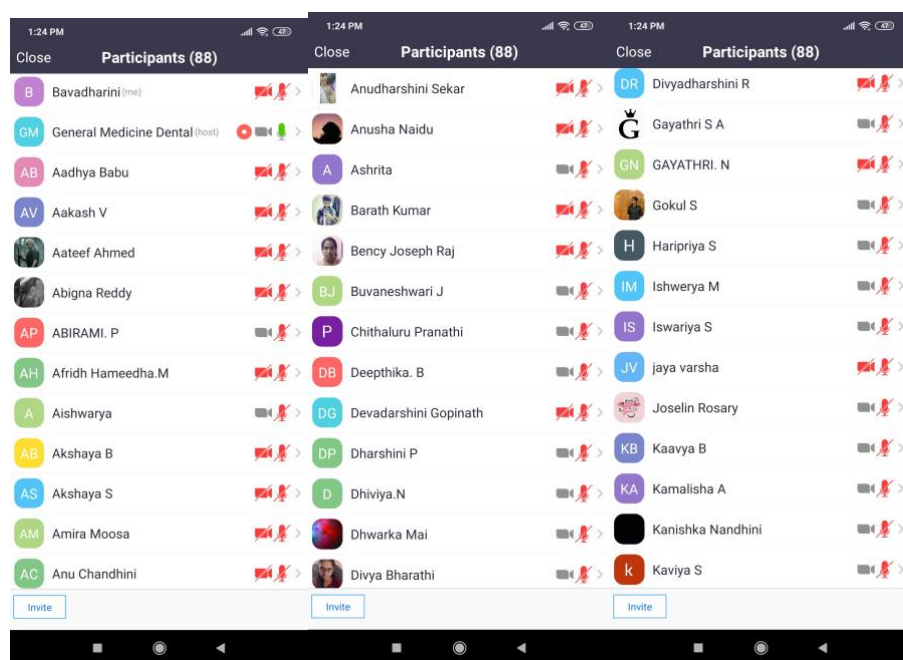 1:24 PM
47
Close Participants (88)
B Bavadharini (me)
GM General Medicine Dental (host)
AB Aadhya Babu
AV Aakash V
Aateef Ahmed
Abigna Reddy
AP ABIRAMI. P
AH Afridh Hameedha.M
A Aishwarya
AB Akshaya B
AS Akshaya S
AM Amira Moosa
AC Anu Chandhini
Invite
1:24 PM
47
Close Participants (88)
Anudharshini Sekar
Anusha Naidu
A Ashrita
Barath Kumar
Bency Joseph Raj
BJ Buvaneshwari J
P Chithaluru Pranathi
DB Deepthika. B
DG Devadarshini Gopinath
DP Dharshini P
D Dhiviya.N
Dhwarka Mai
Divya Bharathi
Invite
1:24 PM
47
Close Participants (88)
DR Divyadharshini R
G̈ Gayathri S A
GN GAYATHRI. N
Gokul S
H Haripriya S
IM Ishwerya M
IS Iswariya S
JV jaya varsha
Joselin Rosary
KB Kaavya B
KA Kamalisha A
Kanishka Nandhini
k Kaviya S
Invite